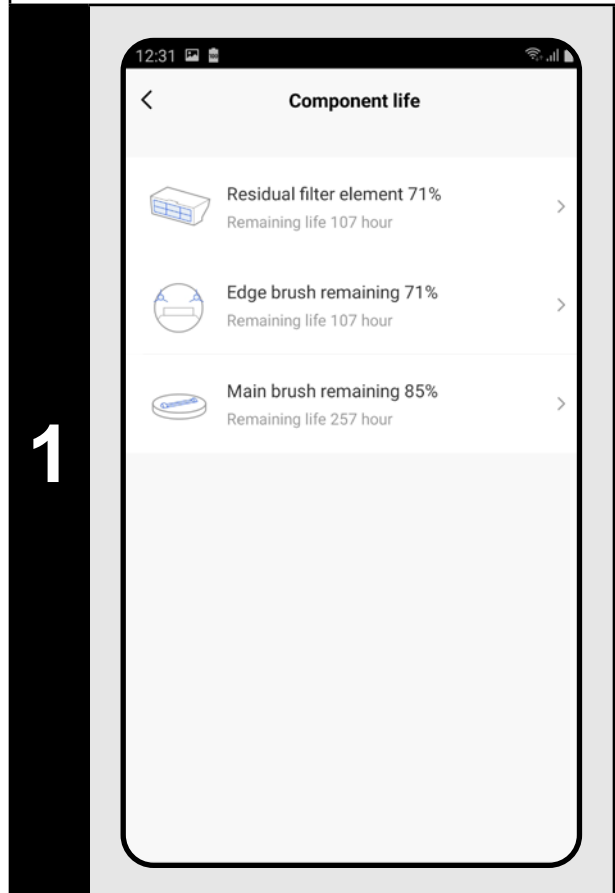 12:31
Component life
Residual filter element 71%
Remaining life 107 hour
Edge brush remaining 71%
Remaining life 107 hour
Main brush remaining 85%
Remaining life 257 hour
1